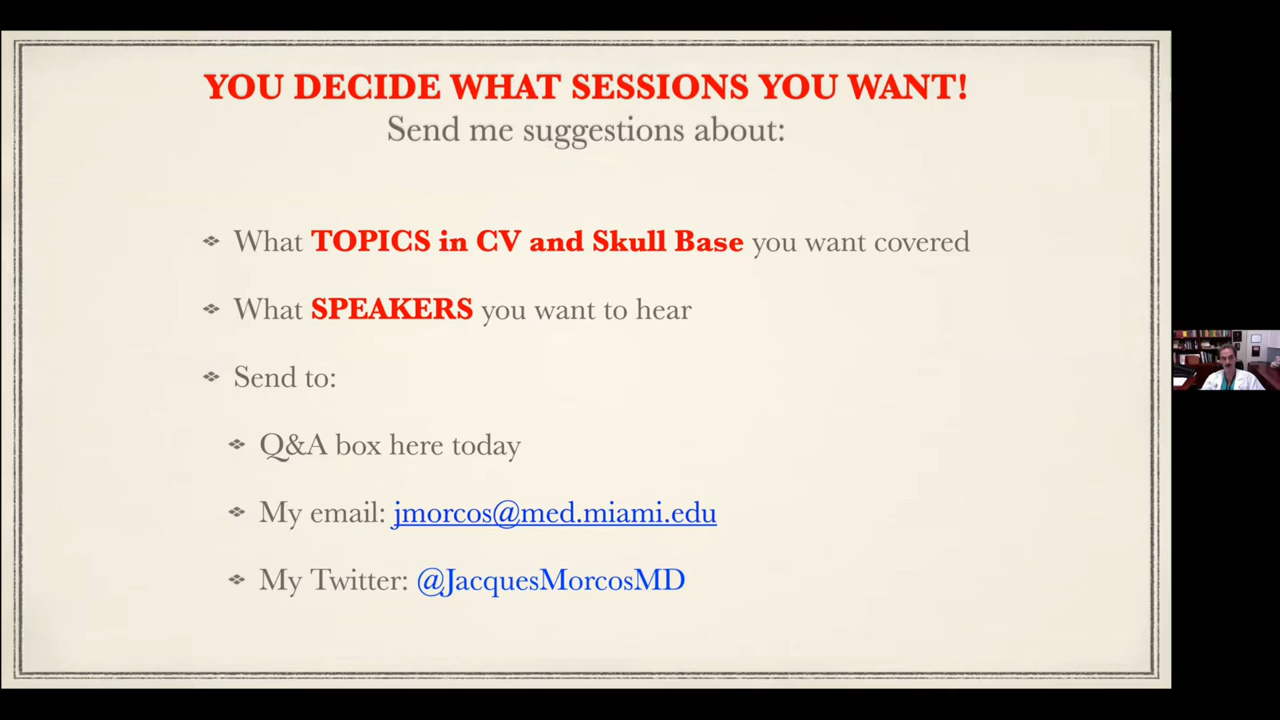 YOU DECIDE WHAT SESSIONS YOU WANT!
Send me suggestions about:
What TOPICS in CV and Skull Base you want covered
What SPEAKERS you want to hear
Send to:
Q&A box here today
My email: jmorcos@med.miami.edu
My Twitter: @JacquesMorcosMD